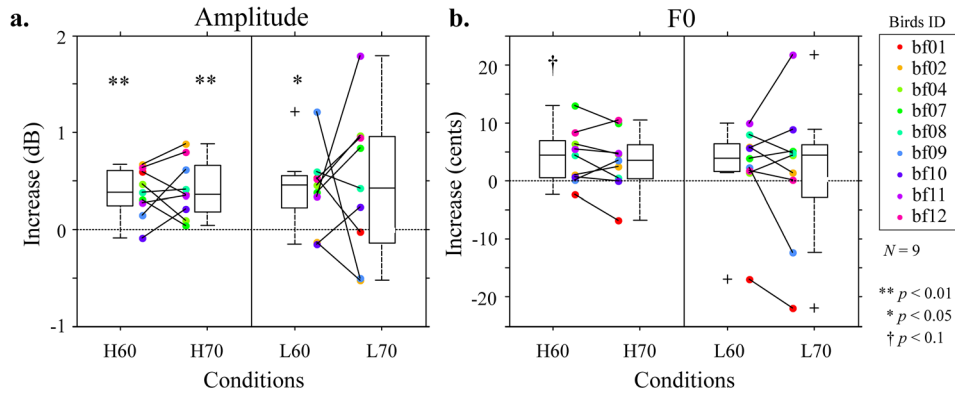 a.
Amplitude
2
1
0
-1
Increase (dB)
**
**
*
H60
H70
L60
L70
Conditions
b.
F0
20
10
0
-10
-20
Increase (cents)
†
H60
H70
L60
L70
Conditions
Birds ID
bf01
bf02
bf04
bf07
bf08
bf09
bf10
bf11
bf12
N = 9
** p < 0.01
* p < 0.05
† p < 0.1